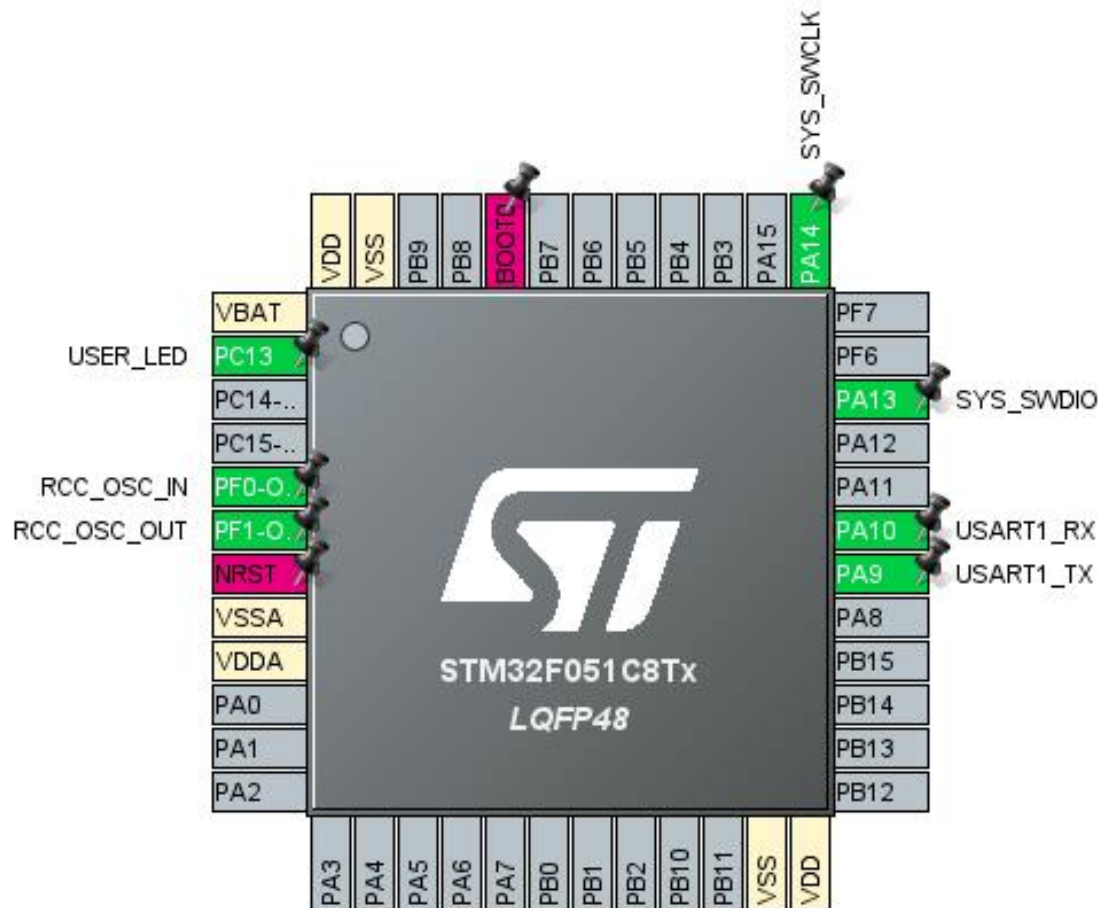 SYS_SWCLK
VDD
VSS
PB9
PB8
BOOT0
PB7
PB6
PB5
PB4
PB3
PA15
PA14
VBAT
USER_LED PC13
PC14-..
PC15-..
RCC_OSC_IN PF0-O.
RCC_OSC_OUT PF1-O.
NRST
VSSA
VDDA
PA0
PA1
PA2
PF7
PF6
PA13 SYS_SWDIO
PA12
PA11
PA10 USART1_RX
PA9 USART1_TX
PA8
PB15
PB14
PB13
PB12
ST
STM32F051C8Tx
LQFP48
PA3
PA4
PA5
PA6
PA7
PB0
PB1
PB2
PB10
PB11
VSS
VDD